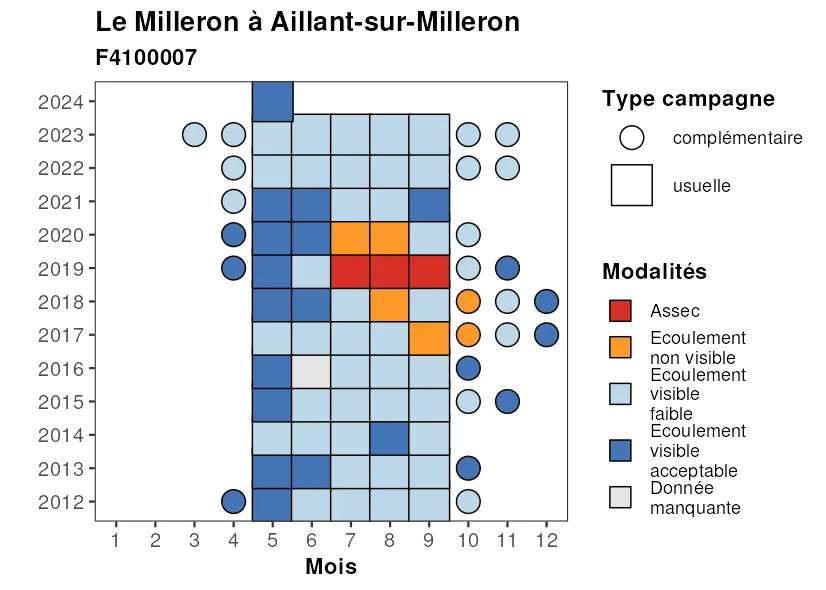 Le Milleron à Aillant-sur-Milleron
F4100007
2024
2023
2022
2021
2020
2019
2018
2017
2016
2015
2014
2013
2012
1 2 3 4 5 6 7 8 9 10 11 12
Mois
Type campagne
complémentaire
usuelle
Modalités
Assec
Ecoulement
non visible
Ecoulement
visible
faible
Ecoulement
visible
acceptable
Donnée
manquante